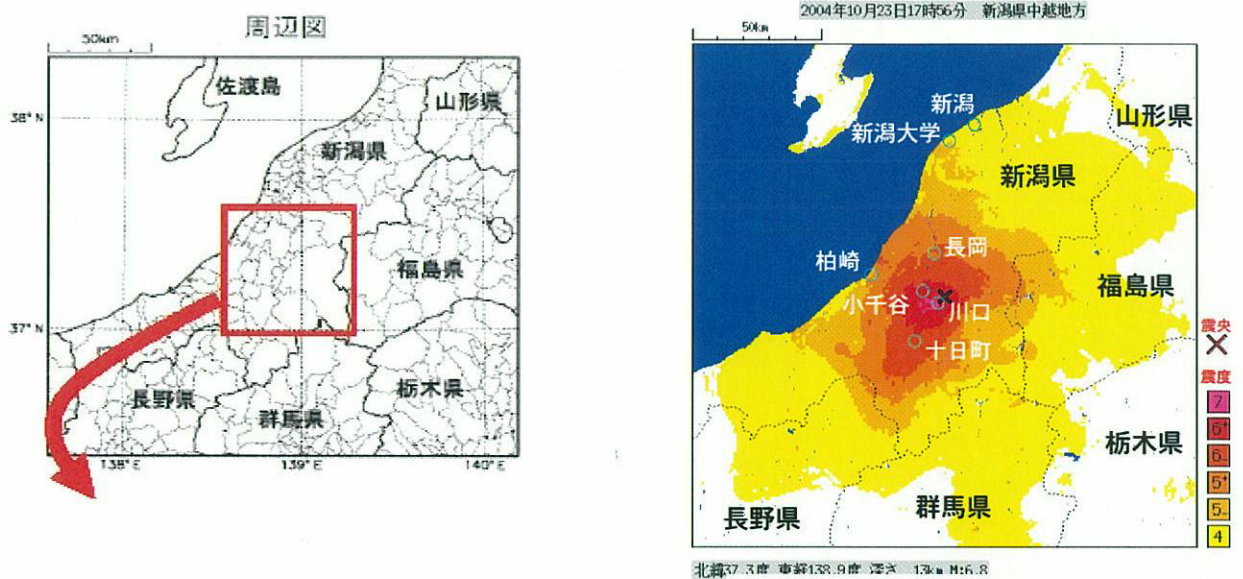 周辺図
50km
佐渡島
山形県
38°N
新潟県
福島県
37°N
長野県
群馬県
栃木県
138°E
139°E
140°E
2004年10月23日17時56分 新潟県中越地方
50km
新潟
新潟大学
山形県
新潟県
長岡
柏崎
福島県
小千谷
川口
十日町
震央
震度
7
6+
6-
5+
5-
4
栃木県
群馬県
長野県
北緯37.3度 東経138.9度 深さ 13km M:6.8